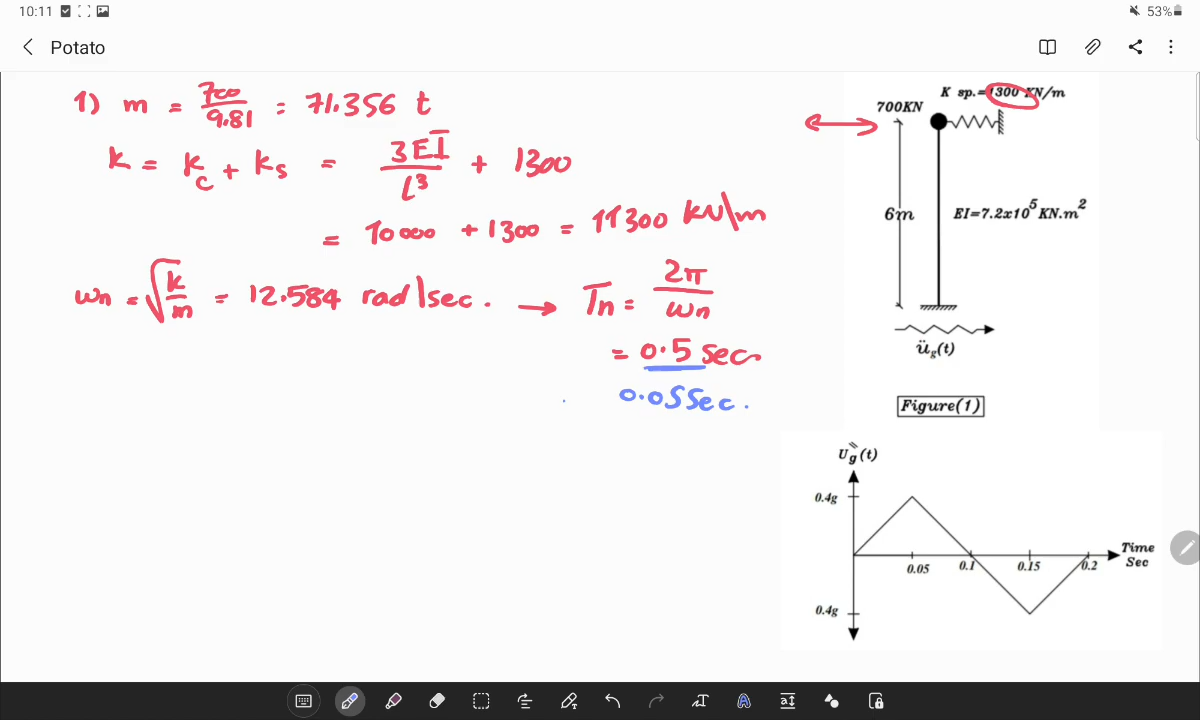 10:11
53%
Potato
1) m = 700/9.81 = 71.356 t
k = kc + ks = 3EI/L³ + 1300
= 10000 + 1300 = 11300 kN/m
ωn = √k/m = 12.584 rad/sec. → Tn = 2π/ωn
= 0.5 sec
0.05 Sec.
K sp.=1300 KN/m
700KN
6m
EI=7.2x10⁵ KN.m²
üg(t)
Figure(1)
Üg(t)
0.4g
0.05 0.1 0.15 0.2
Time
Sec
0.4g